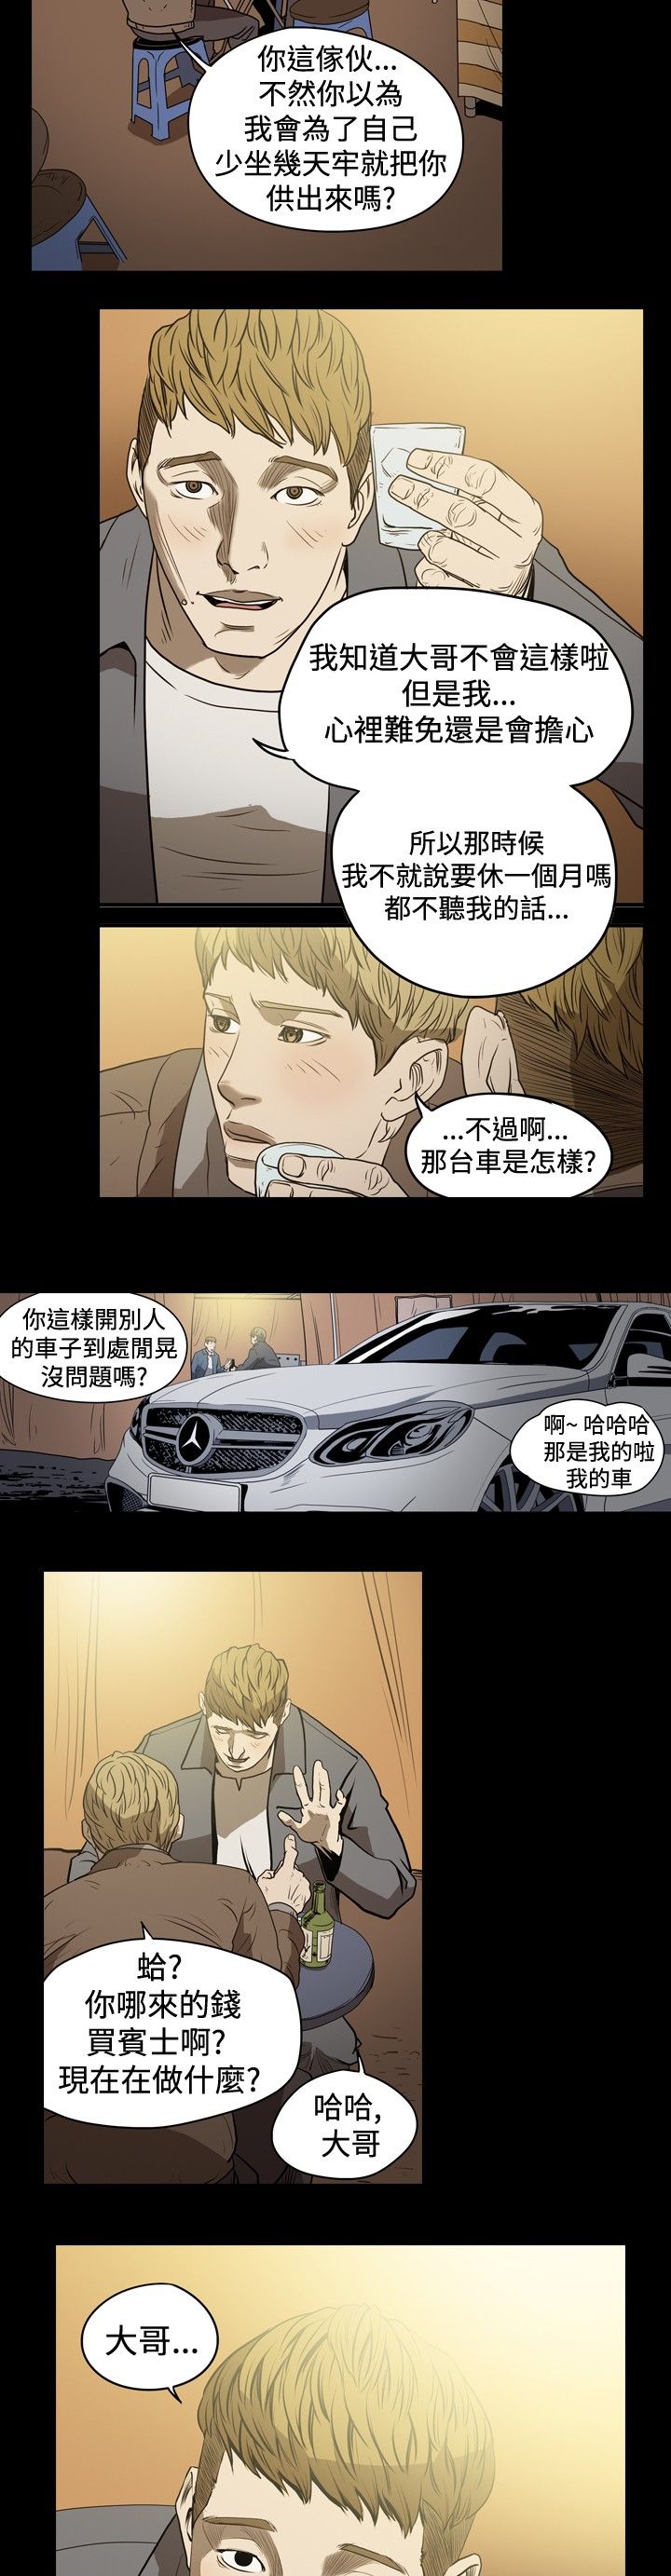 你這傢伙...
不然你以為
我會為了自己
少坐幾天牢就把你
供出來嗎?
我知道大哥不會這樣啦
但是我...
心裡難免還是會擔心
所以那時候
我不就說要休一個月嗎
都不聽我的話...
...不過啊...
那台車是怎樣?
你這樣開別人
的車子到處閒晃
沒問題嗎?
啊~ 哈哈哈
那是我的啦
我的車
蛤?
你哪來的錢
買賓士啊?
現在在做什麼?
哈哈,
大哥
大哥...